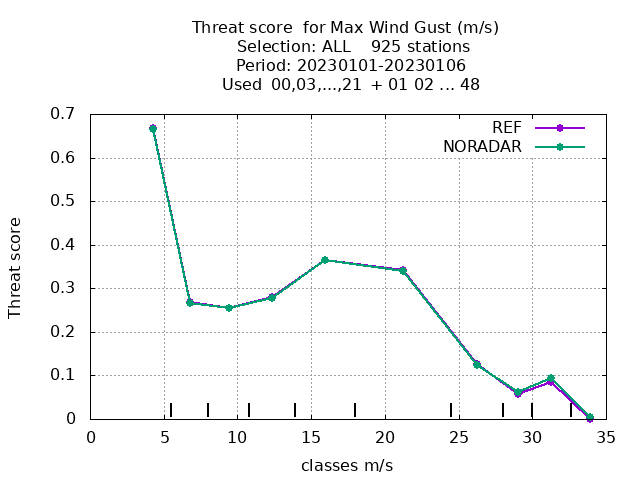 Threat score  for Max Wind Gust (m/s)
Selection: ALL    925 stations
Period: 20230101-20230106
Used  00,03,...,21  + 01 02 ... 48
REF
NORADAR
0.7
0.6
0.5
0.4
0.3
0.2
0.1
0
Threat score
0 5 10 15 20 25 30 35
classes m/s